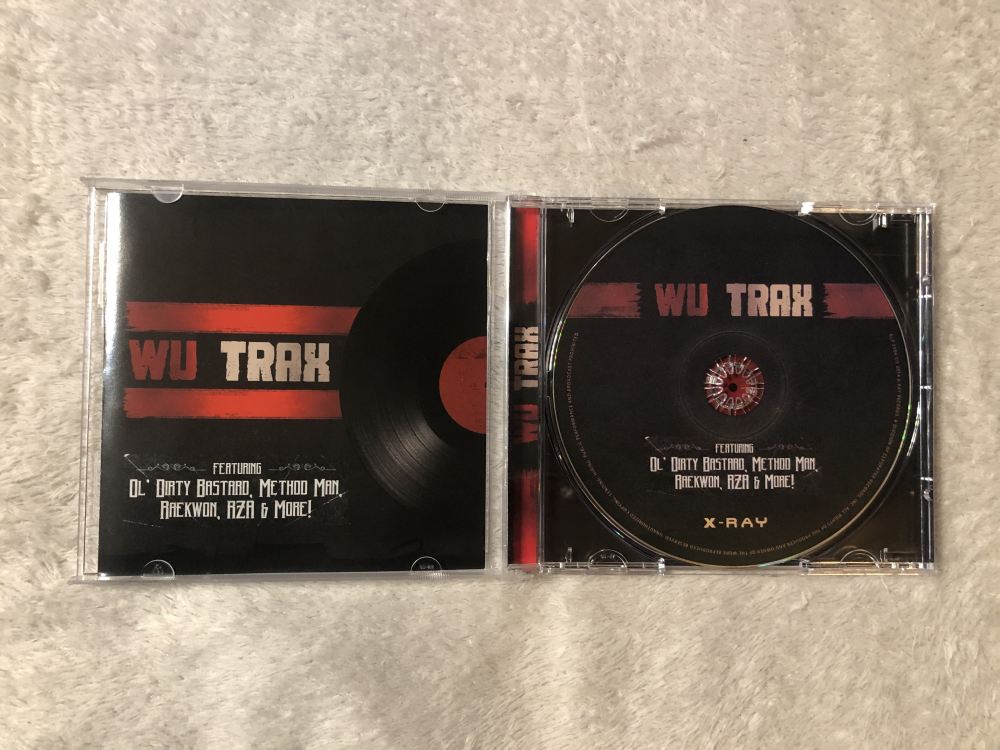 WU TRAX
FEATURING
OL' DIRTY BASTARD, METHOD MAN,
RAEKWON, RZA & MORE!
WU TRAX
WU TRAX
FEATURING
OL' DIRTY BASTARD, METHOD MAN,
RAEKWON, RZA & MORE!
X-RAY